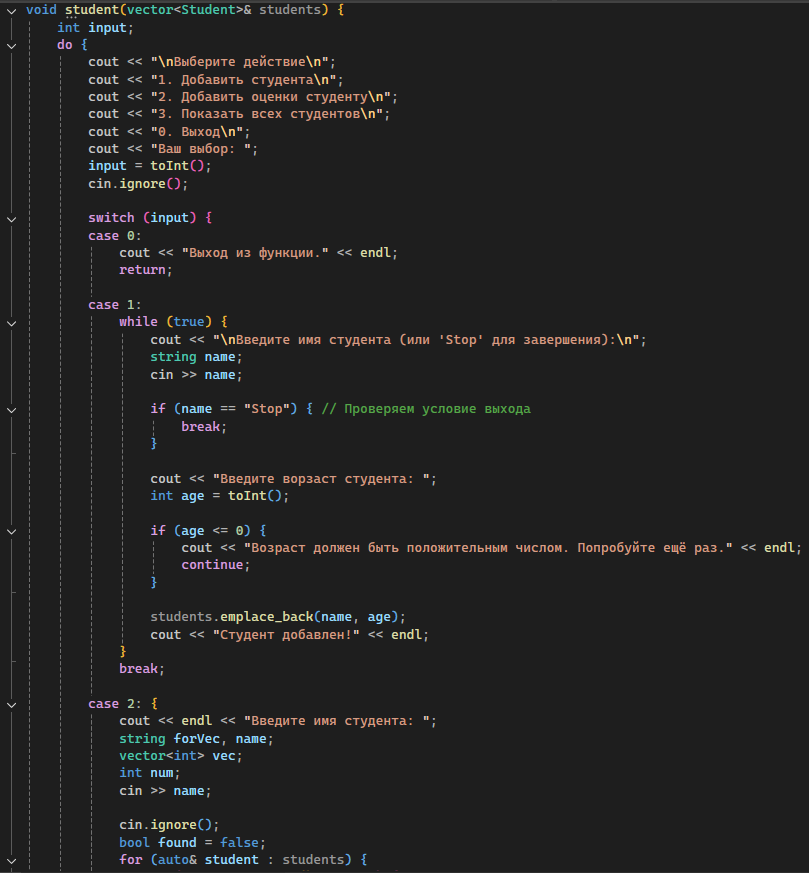 void student(vector<Student>& students) {
int input;
do {
cout << "\nВыберите действие\n";
cout << "1. Добавить студента\n";
cout << "2. Добавить оценки студенту\n";
cout << "3. Показать всех студентов\n";
cout << "0. Выход\n";
cout << "Ваш выбор: ";
input = toInt();
cin.ignore();
switch (input) {
case 0:
cout << "Выход из функции." << endl;
return;
case 1:
while (true) {
cout << "\nВведите имя студента (или 'Stop' для завершения):\n";
string name;
cin >> name;
if (name == "Stop") { // Проверяем условие выхода
break;
}
cout << "Введите ворзаст студента: ";
int age = toInt();
if (age <= 0) {
cout << "Возраст должен быть положительным числом. Попробуйте ещё раз." << endl;
continue;
}
students.emplace_back(name, age);
cout << "Студент добавлен!" << endl;
}
break;
case 2: {
cout << endl << "Введите имя студента: ";
string forVec, name;
vector<int> vec;
int num;
cin >> name;
cin.ignore();
bool found = false;
for (auto& student : students) {